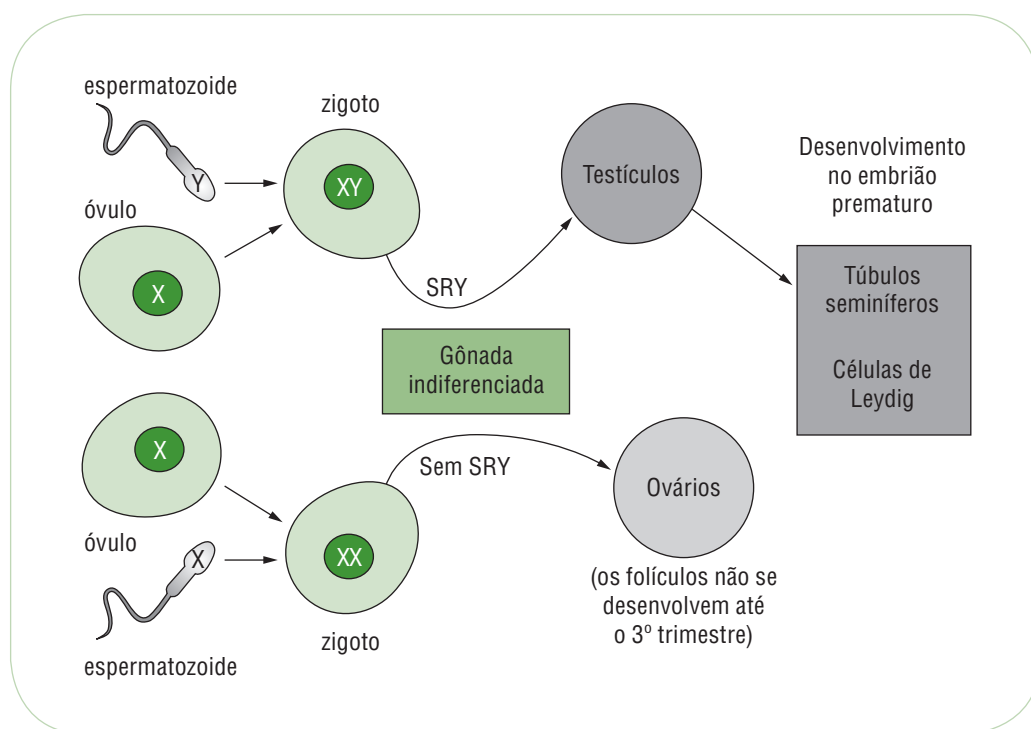 espermatozoide
Y
óvulo
X
zigoto
XY
SRY
Testículos
Desenvolvimento
no embrião
prematuro
Túbulos
seminíferos
Células de
Leydig
Gônada
indiferenciada
X
óvulo
X
espermatozoide
XX
zigoto
Sem SRY
Ovários
(os folículos não se
desenvolvem até
o 3º trimestre)